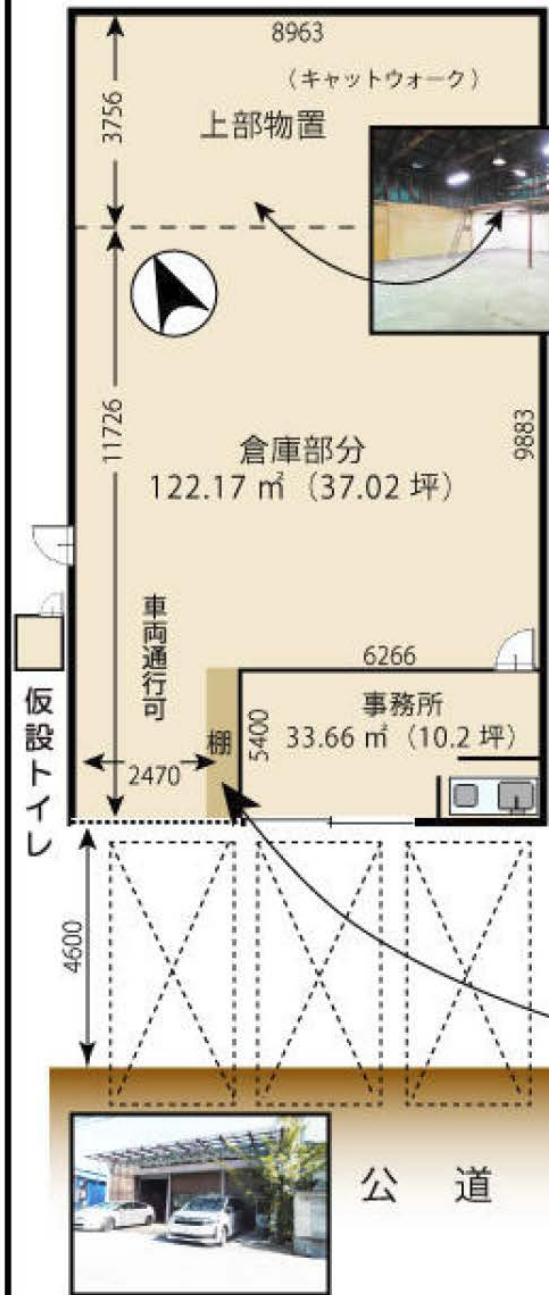 8963
（キャットウォーク）
上部物置
3756
11726
倉庫部分
122.17 ㎡（37.02 坪）
9883
車両通行可
6266
事務所
33.66 ㎡（10.2 坪）
5400
棚
2470
仮設トイレ
4600
公 道